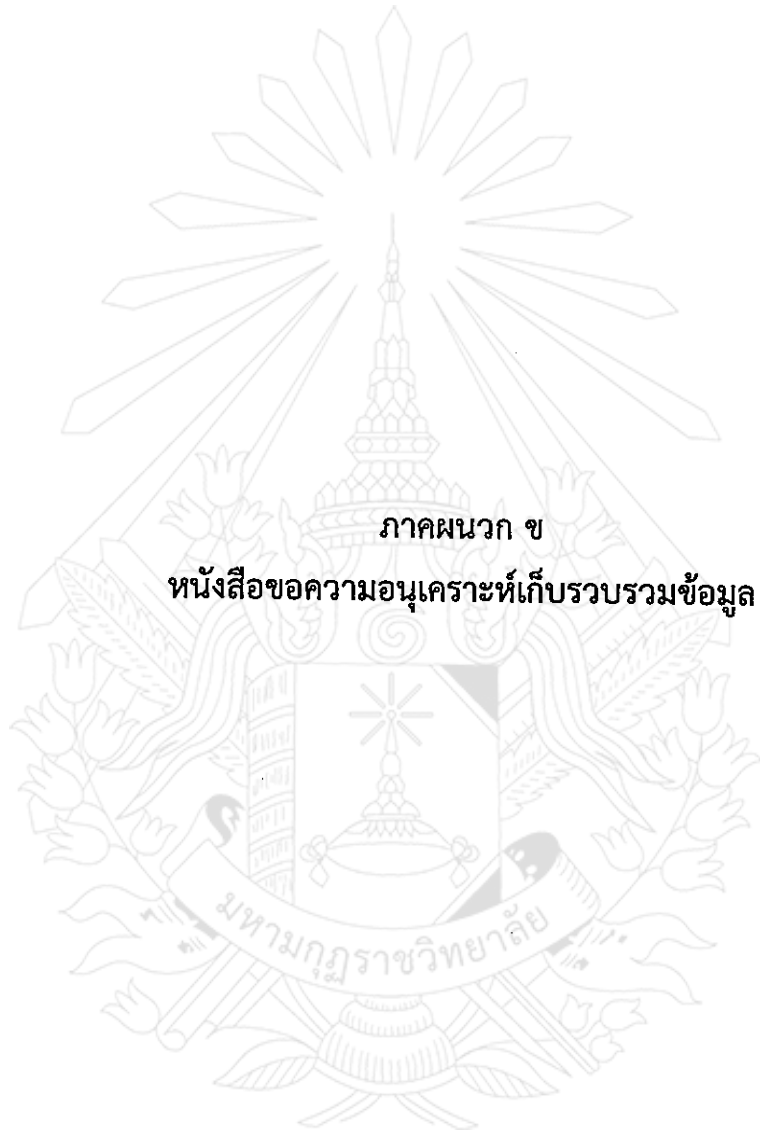 ภาคผนวก ข
หนังสือขอความอนุเคราะห์เก็บรวบรวมข้อมูล
มหามกุฏราชวิทยาลัย